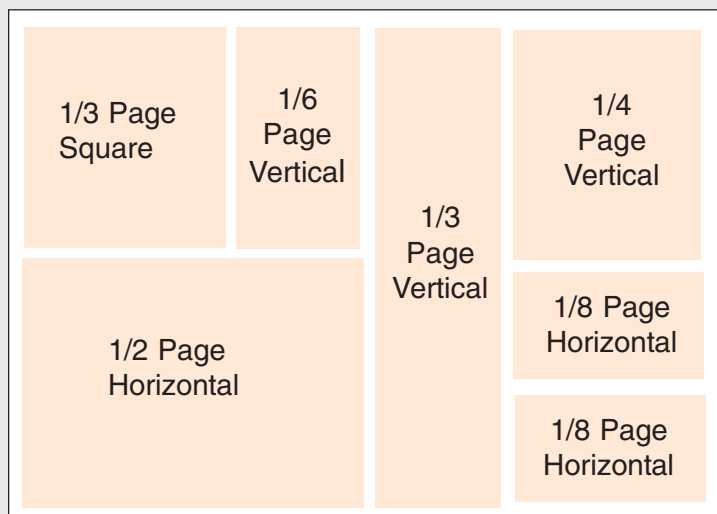 1/3 Page
Square
1/6
Page
Vertical
1/3
Page
Vertical
1/4
Page
Vertical
1/2 Page
Horizontal
1/8 Page
Horizontal
1/8 Page
Horizontal